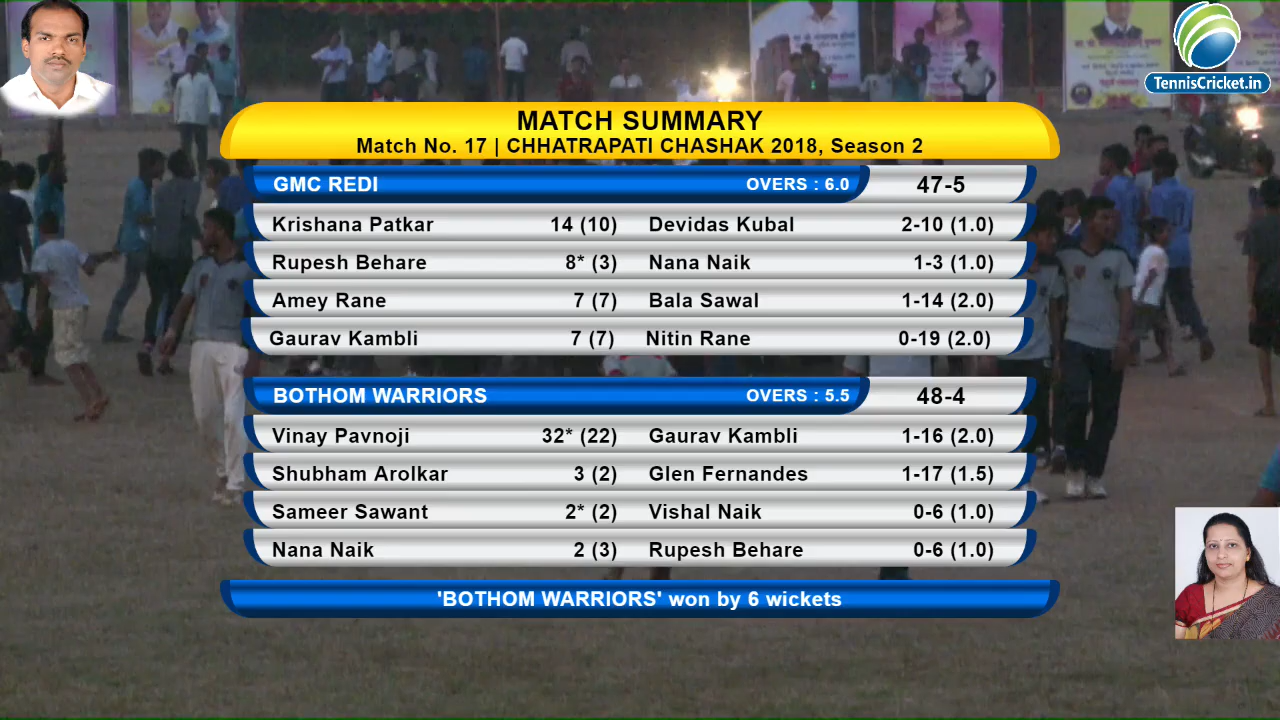 TennisCricket.in
MATCH SUMMARY
Match No. 17 | CHHATRAPATI CHASHAK 2018, Season 2
GMC REDI OVERS : 6.0 47-5
Krishana Patkar 14 (10) Devidas Kubal 2-10 (1.0)
Rupesh Behare 8* (3) Nana Naik 1-3 (1.0)
Amey Rane 7 (7) Bala Sawal 1-14 (2.0)
Gaurav Kambli 7 (7) Nitin Rane 0-19 (2.0)
BOTHOM WARRIORS OVERS : 5.5 48-4
Vinay Pavnoji 32* (22) Gaurav Kambli 1-16 (2.0)
Shubham Arolkar 3 (2) Glen Fernandes 1-17 (1.5)
Sameer Sawant 2* (2) Vishal Naik 0-6 (1.0)
Nana Naik 2 (3) Rupesh Behare 0-6 (1.0)
'BOTHOM WARRIORS' won by 6 wickets